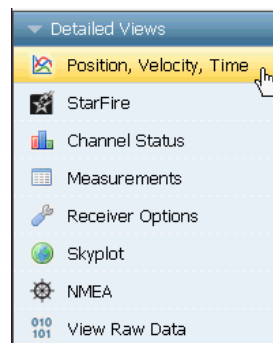 Detailed Views
Position, Velocity, Time
StarFire
Channel Status
Measurements
Receiver Options
Skyplot
NMEA
010
101
View Raw Data